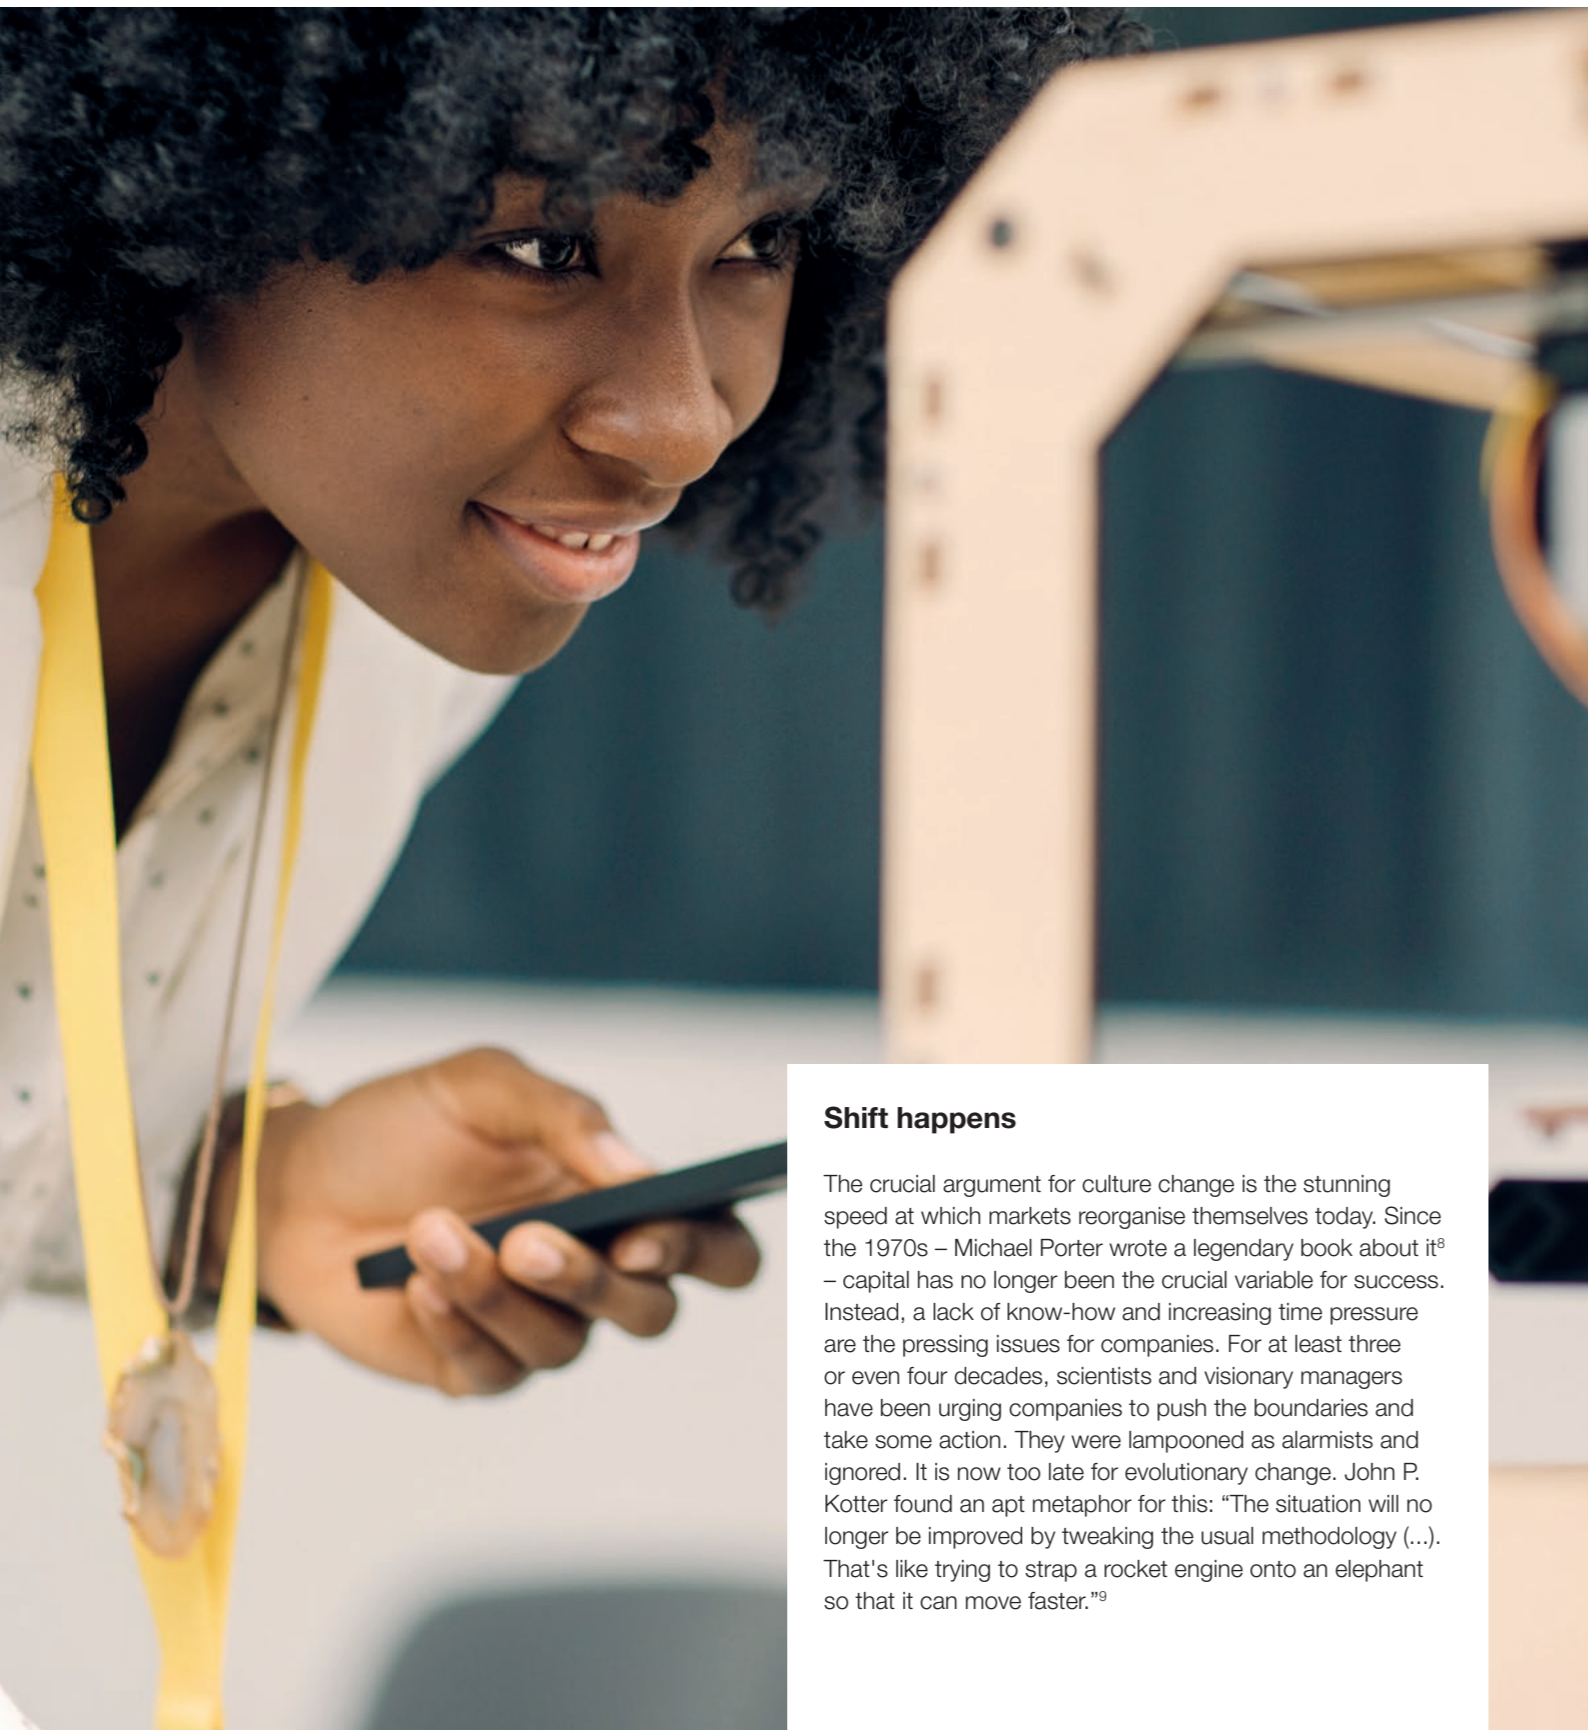 Shift happens
The crucial argument for culture change is the stunning
speed at which markets reorganise themselves today. Since
the 1970s – Michael Porter wrote a legendary book about it⁸
– capital has no longer been the crucial variable for success.
Instead, a lack of know-how and increasing time pressure
are the pressing issues for companies. For at least three
or even four decades, scientists and visionary managers
have been urging companies to push the boundaries and
take some action. They were lampooned as alarmists and
ignored. It is now too late for evolutionary change. John P.
Kotter found an apt metaphor for this: “The situation will no
longer be improved by tweaking the usual methodology (...).
That's like trying to strap a rocket engine onto an elephant
so that it can move faster.”⁹